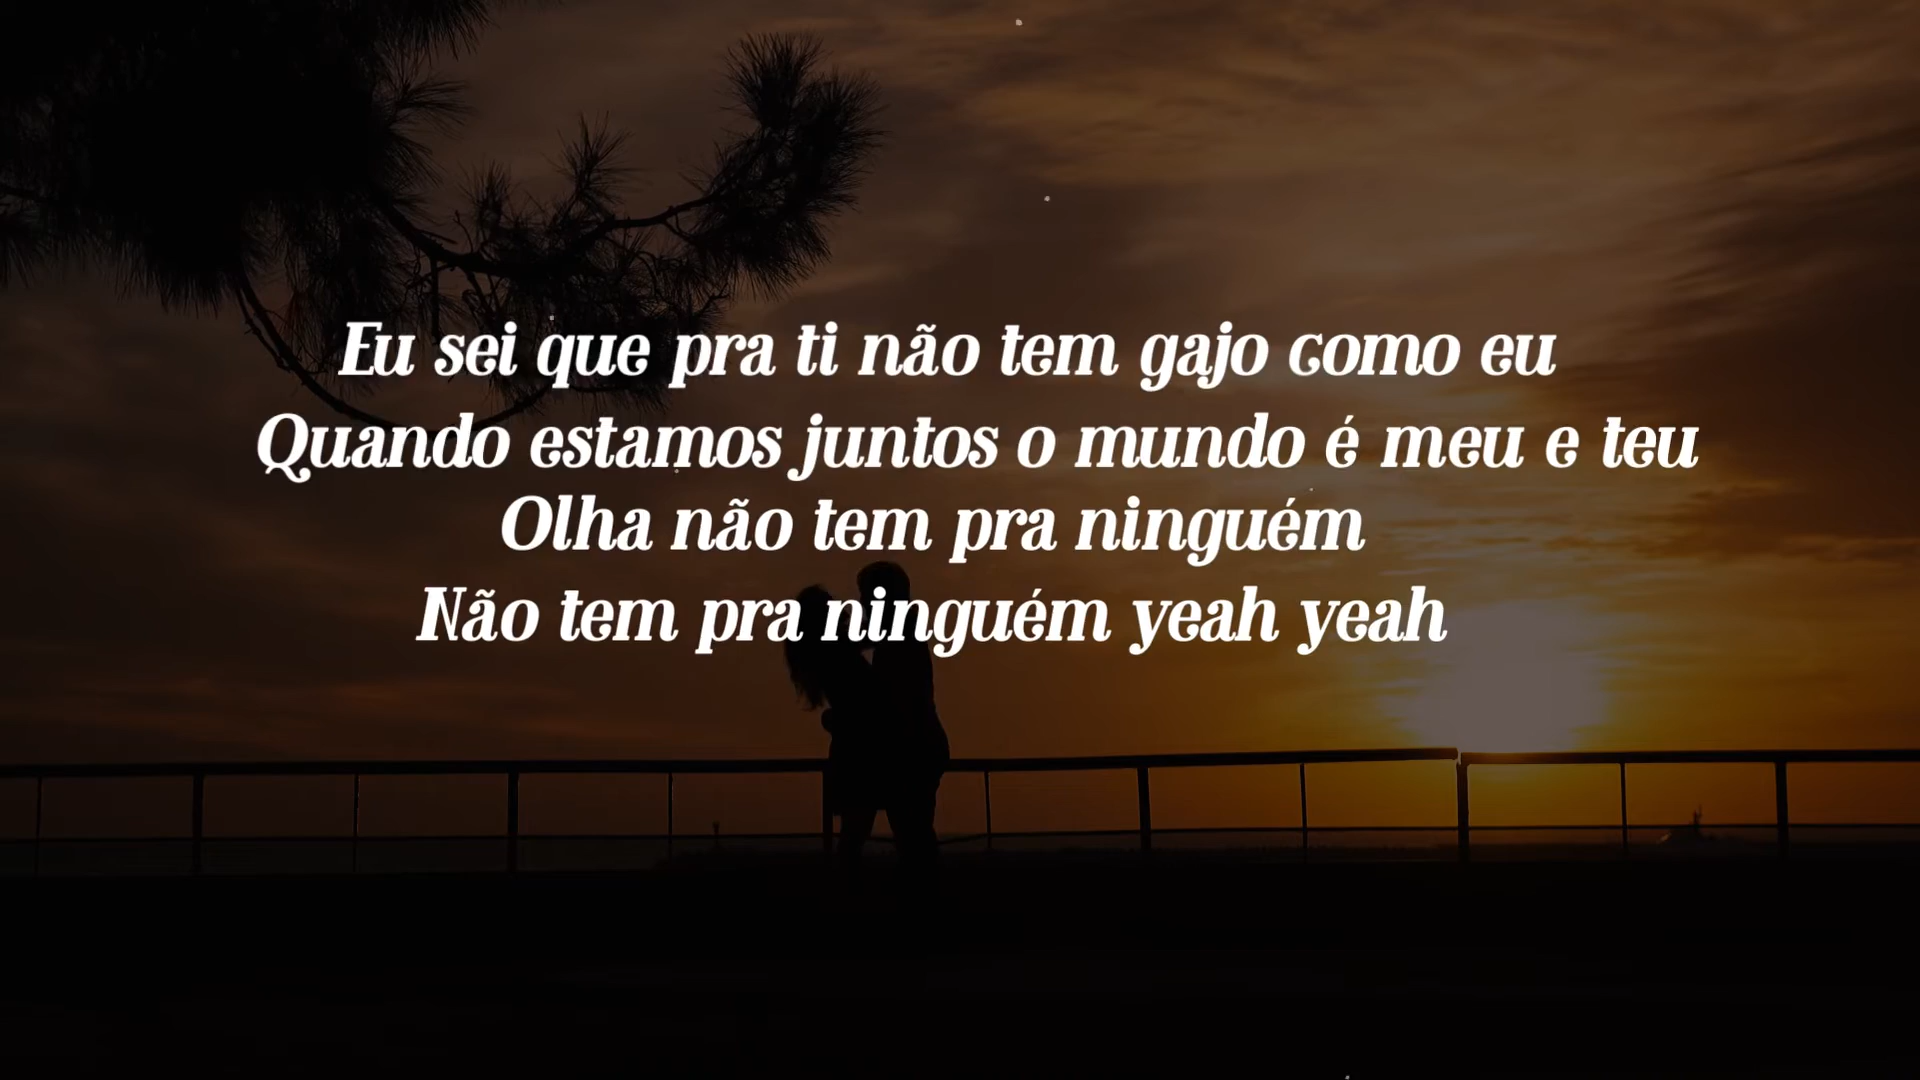 Eu sei que pra ti não tem gajo como eu
Quando estamos juntos o mundo é meu e teu
Olha não tem pra ninguém
Não tem pra ninguém yeah yeah